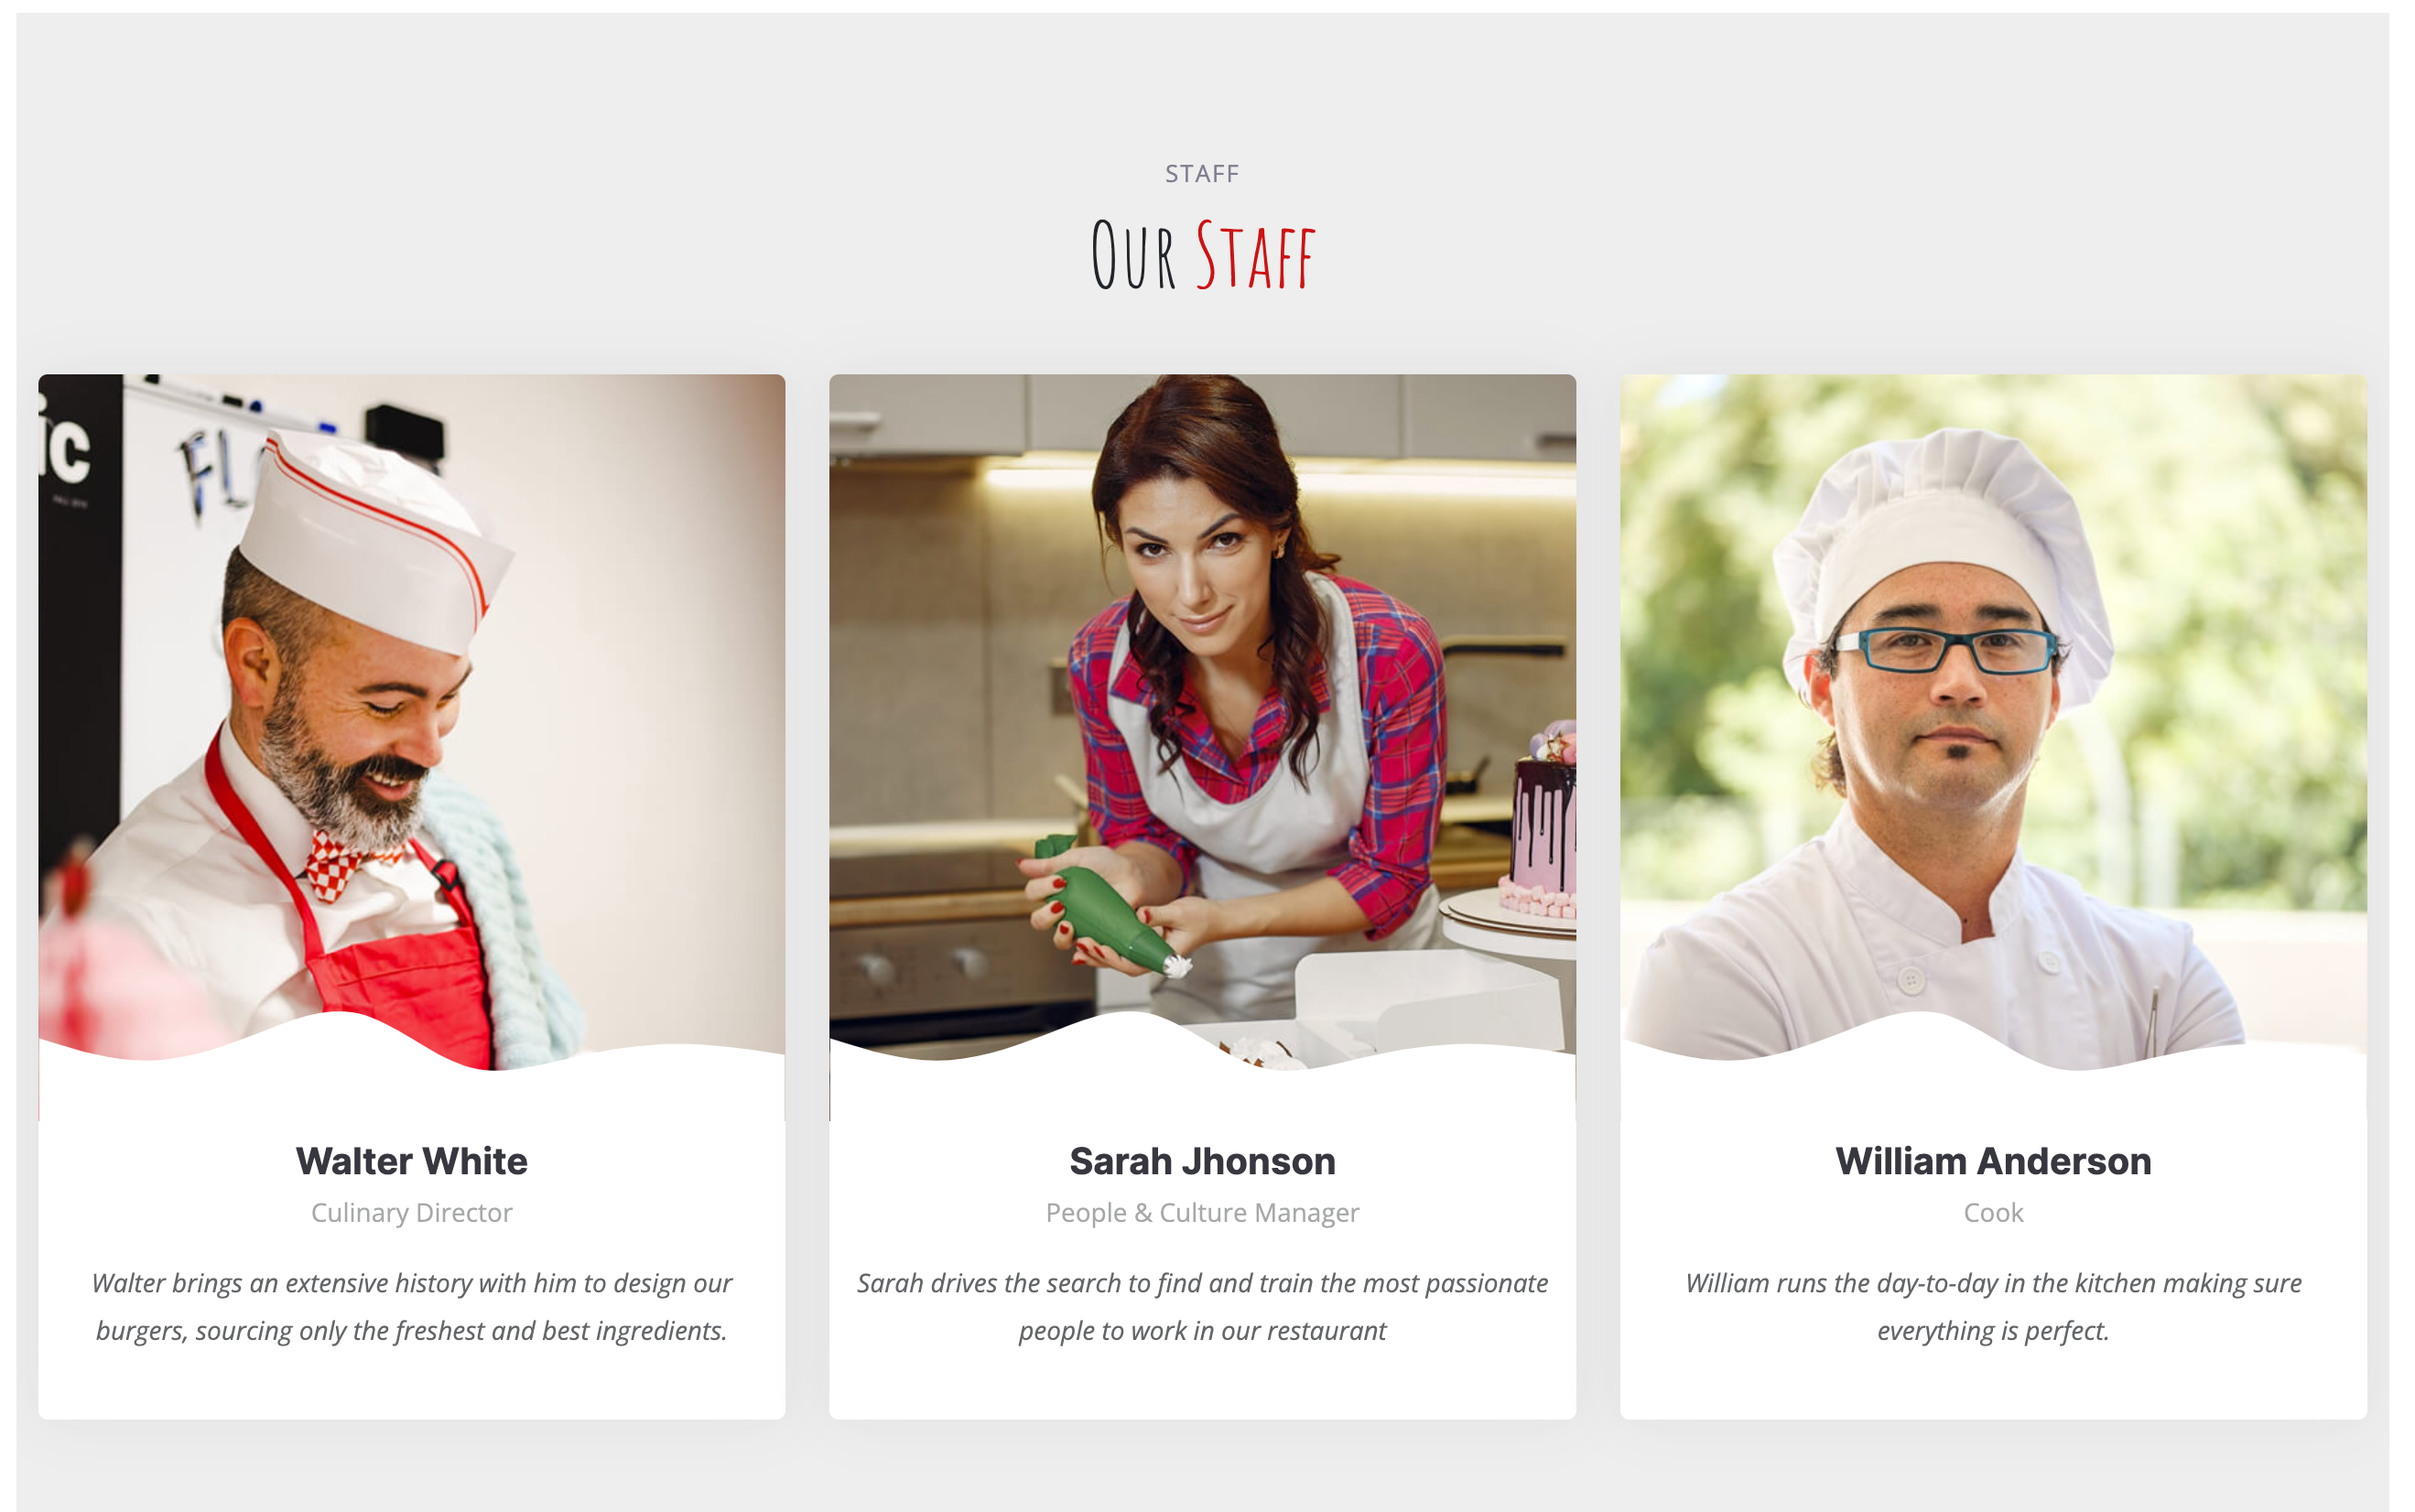 STAFF
Our Staff
ic
FL
Walter White
Culinary Director
Walter brings an extensive history with him to design our
burgers, sourcing only the freshest and best ingredients.
Sarah Jhonson
People & Culture Manager
Sarah drives the search to find and train the most passionate
people to work in our restaurant
William Anderson
Cook
William runs the day-to-day in the kitchen making sure
everything is perfect.